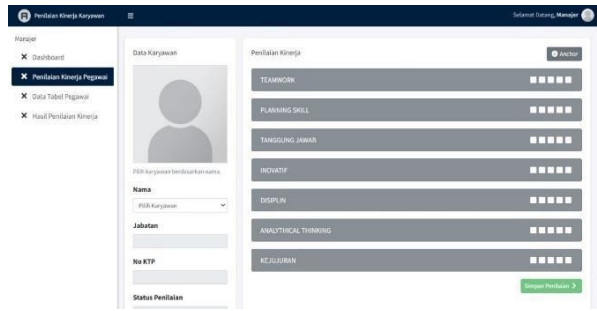 Penilaian Kinerja Karyawan
Selamat Datang, Manajer
Manajer
Dashboard
Penilaian Kinerja Pegawai
Data Tabel Pegawai
Hasil Penilaian Kinerja
Data Karyawan
Pilih karyawan berdasarkan nama.
Nama
Pilih Karyawan
Jabatan
No KTP
Status Penilaian
Penilaian Kinerja
Anchor
TEAMWORK
PLANNING SKILL
TANGGUNG JAWAB
INOVATIF
DISIPLIN
ANALYTHICAL THINKING
KEJUJURAN
Simpan Penilaian